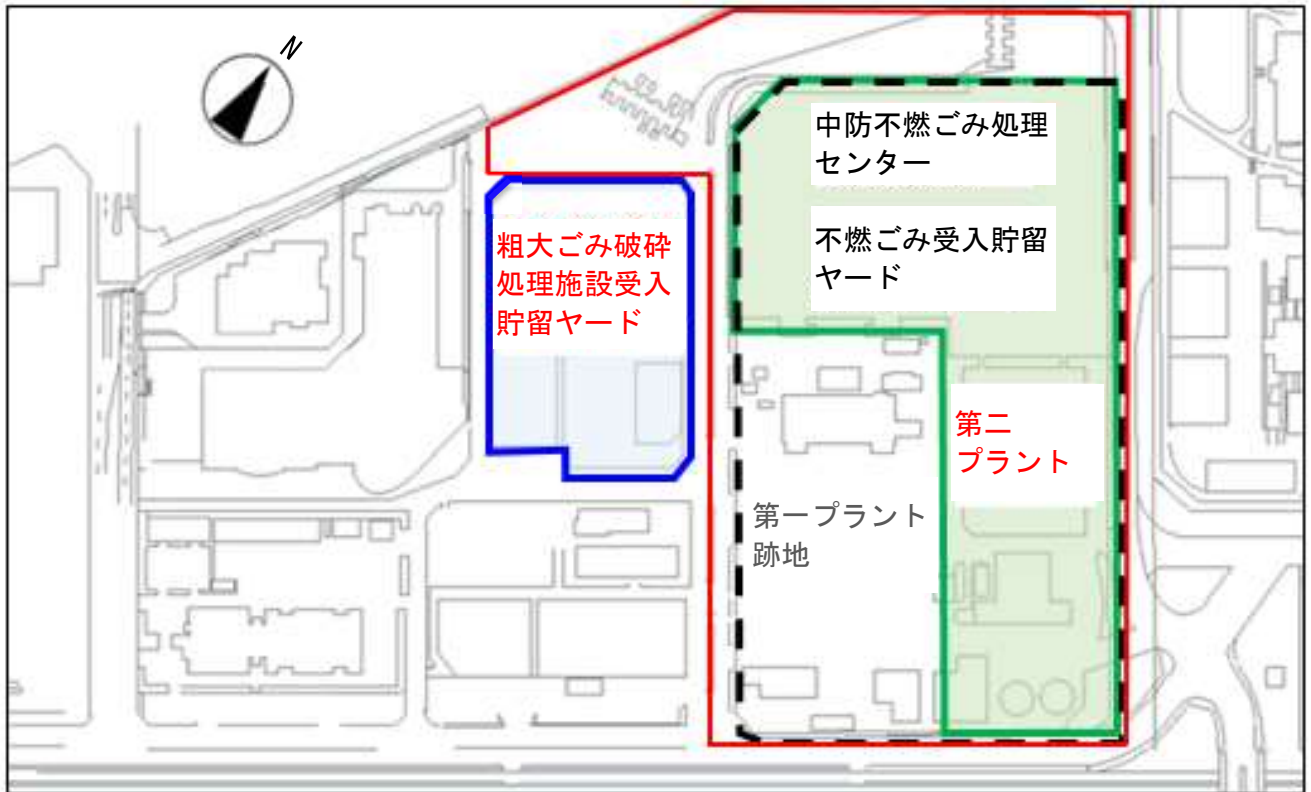 N
中防不燃ごみ処理
センター
不燃ごみ受入貯留
ヤード
粗大ごみ破砕
処理施設受入
貯留ヤード
第二
プラント
第一プラント
跡地